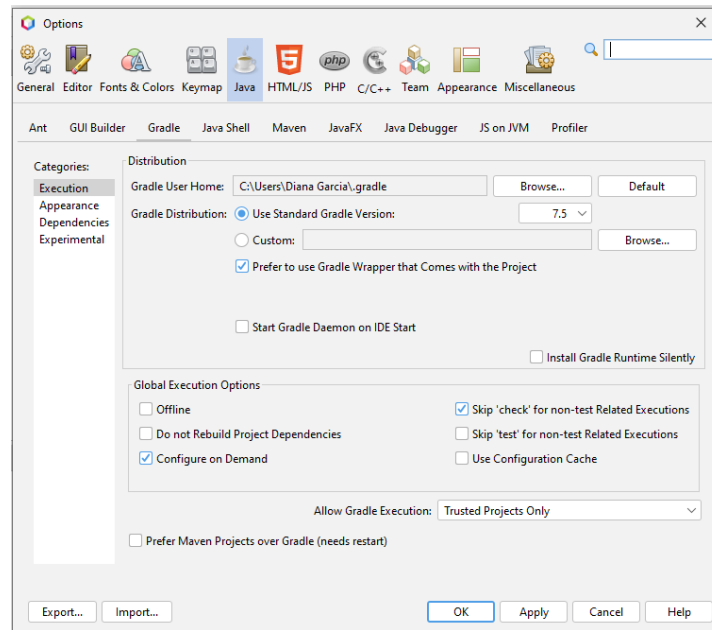 Options
General Editor Fonts & Colors Keymap Java HTML/JS PHP C/C++ Team Appearance Miscellaneous
Ant GUI Builder Gradle Java Shell Maven JavaFX Java Debugger JS on JVM Profiler
Categories:
Execution
Appearance
Dependencies
Experimental
Distribution
Gradle User Home: C:\Users\Diana Garcia\.gradle Browse... Default
Gradle Distribution: Use Standard Gradle Version: 7.5
Custom: Browse...
Prefer to use Gradle Wrapper that Comes with the Project
Start Gradle Daemon on IDE Start
Install Gradle Runtime Silently
Global Execution Options
Offline Skip 'check' for non-test Related Executions
Do not Rebuild Project Dependencies Skip 'test' for non-test Related Executions
Configure on Demand Use Configuration Cache
Allow Gradle Execution: Trusted Projects Only
Prefer Maven Projects over Gradle (needs restart)
Export... Import... OK Apply Cancel Help